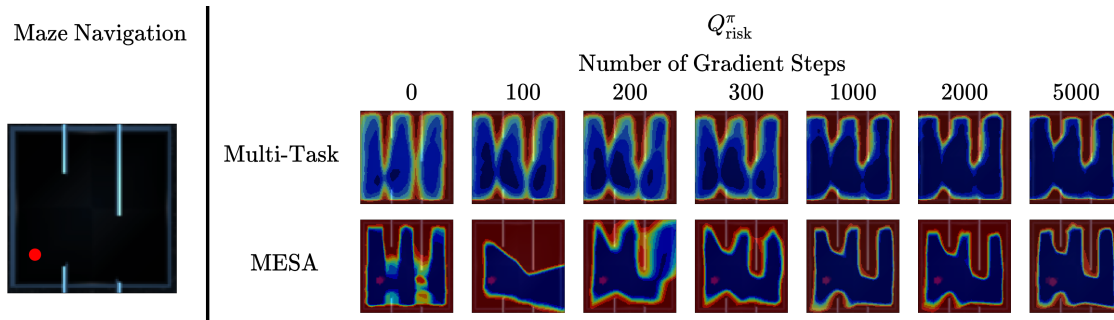 Maze Navigation
Q^π_risk
Number of Gradient Steps
0 100 200 300 1000 2000 5000
Multi-Task
MESA